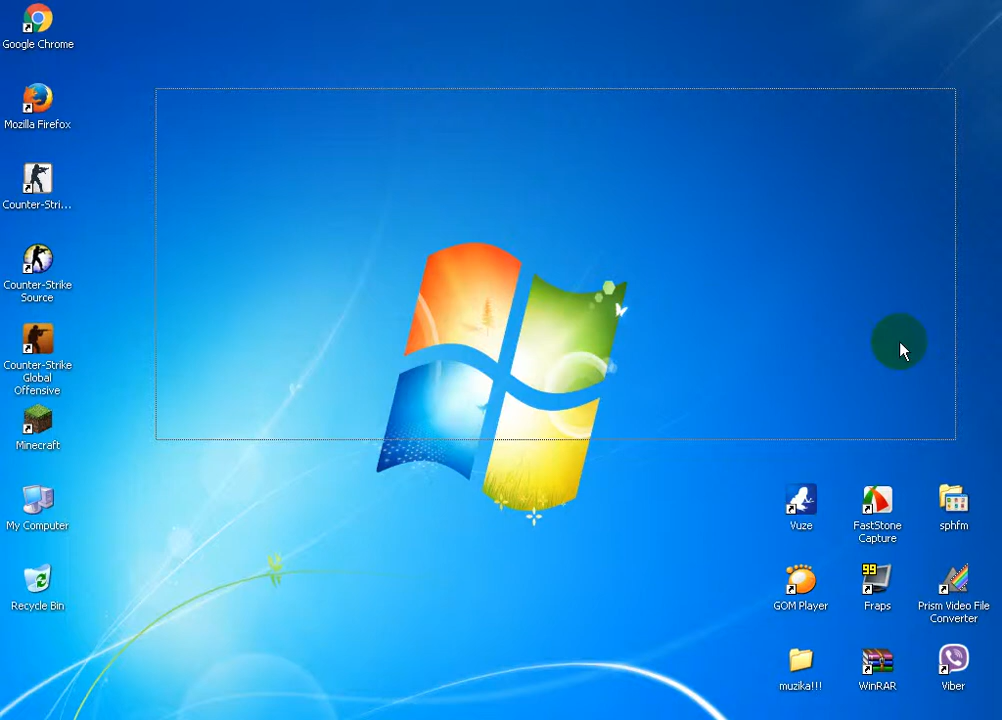 Google Chrome
Mozilla Firefox
Counter-Stri...
Counter-Strike
Source
Counter-Strike
Global
Offensive
Minecraft
My Computer
Recycle Bin
Vuze
FastStone
Capture
sphfm
GOM Player
99
Fraps
Prism Video File
Converter
muzika!!!
WinRAR
Viber